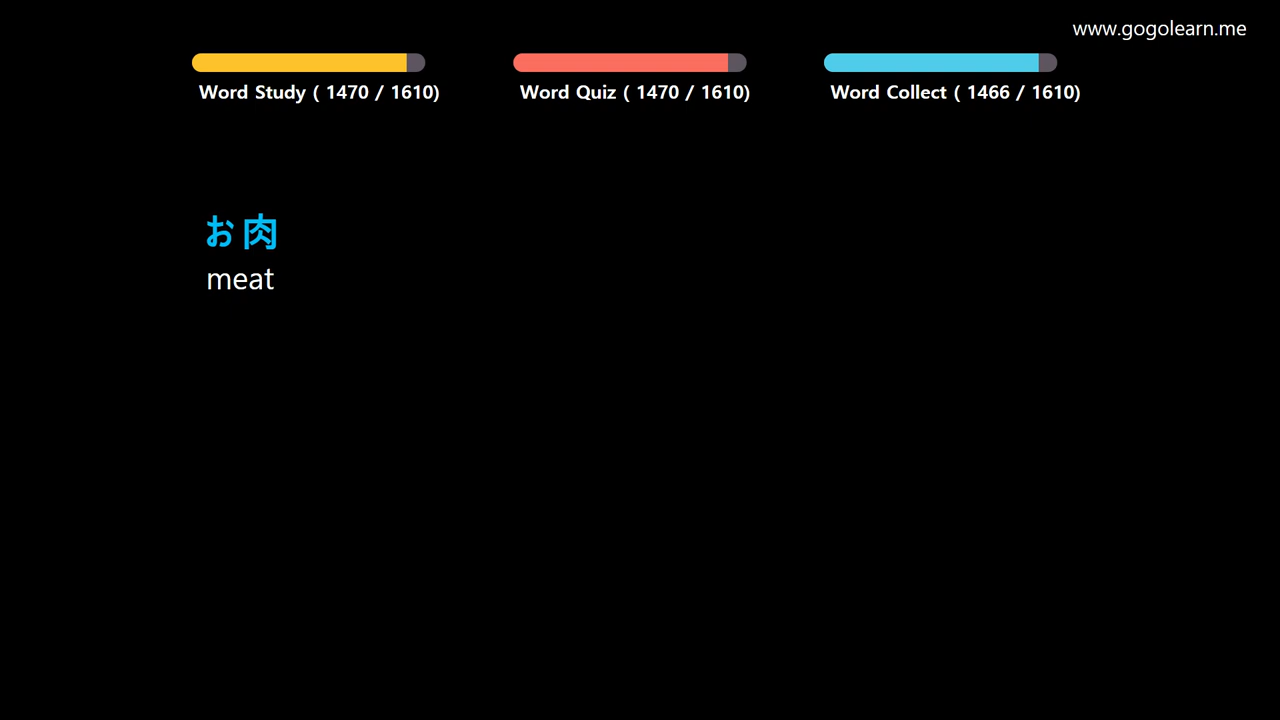 www.gogolearn.me
Word Study ( 1470 / 1610)
Word Quiz ( 1470 / 1610)
Word Collect ( 1466 / 1610)
お肉
meat